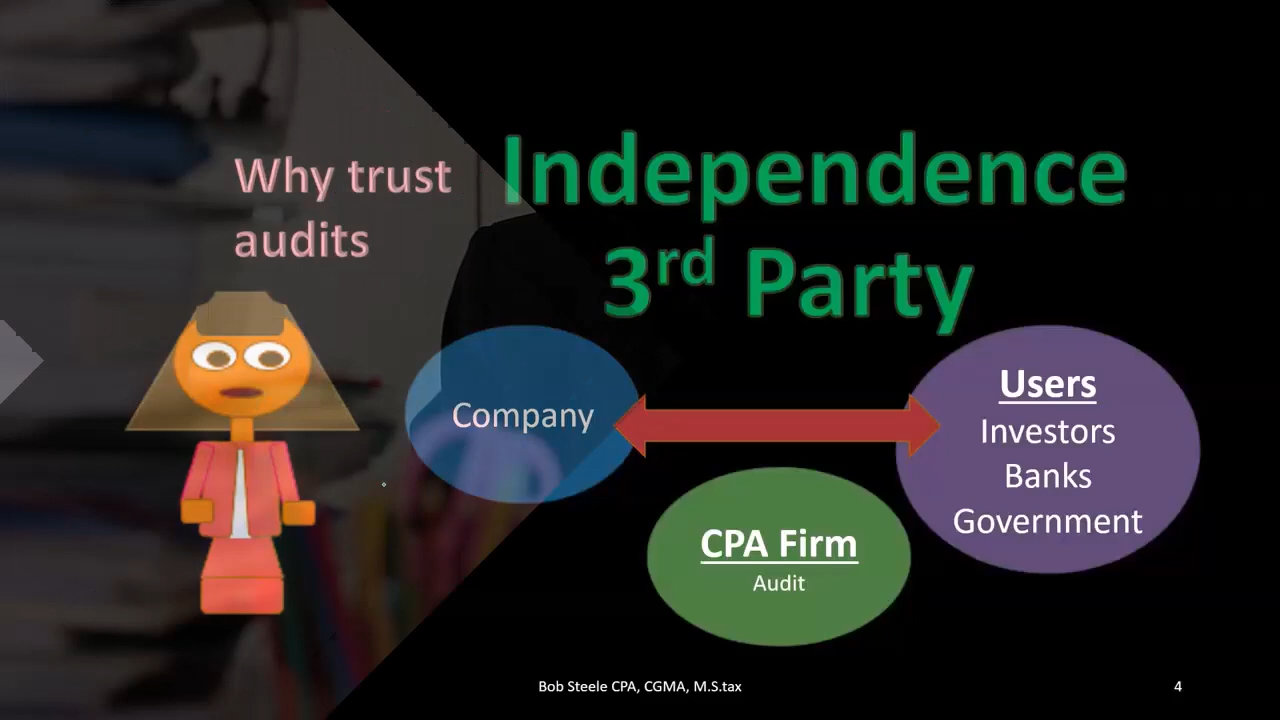 Why trust
audits
Independence
3rd Party
Company
Users
Investors
Banks
Government
CPA Firm
Audit
Bob Steele CPA, CGMA, M.S.tax
4